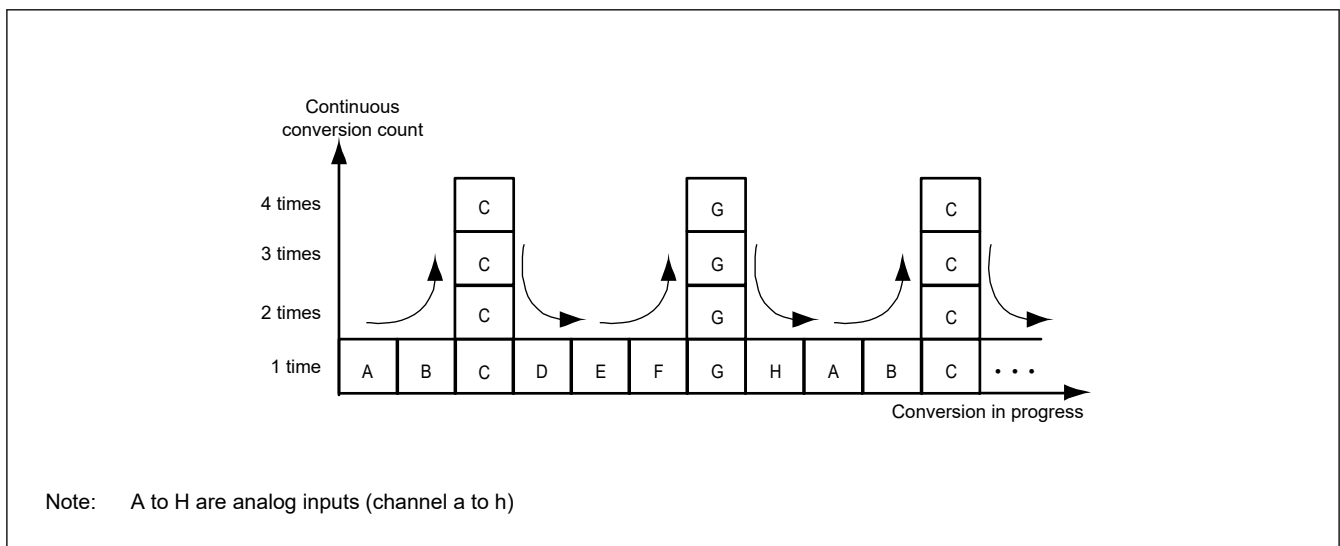 Continuous
conversion count
4 times C G C
3 times C G C
2 times C G C
1 time A B C D E F G H A B C • • •
Conversion in progress
Note: A to H are analog inputs (channel a to h)